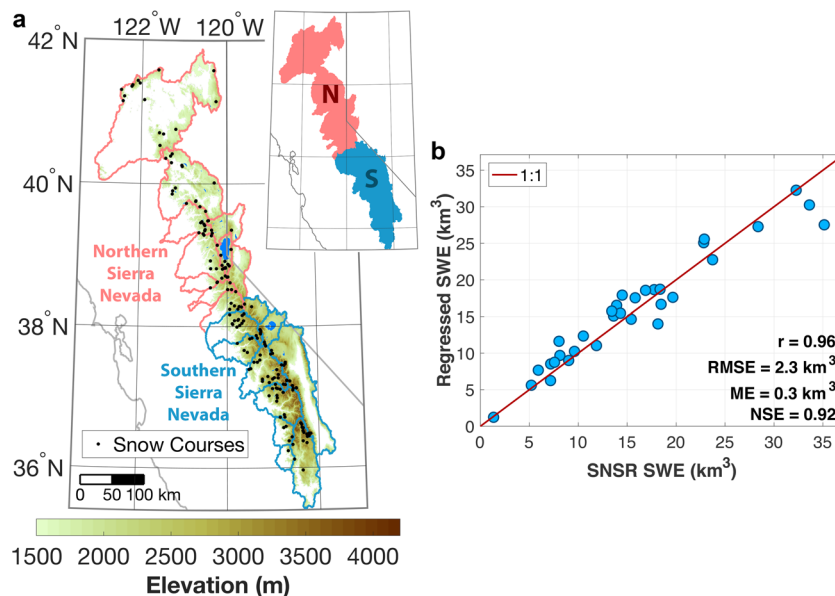 a
122°W 120°W
42°N
40°N
38°N
36°N
N
S
Northern
Sierra
Nevada
Southern
Sierra
Nevada
Snow Courses
0 50 100 km
1500 2000 2500 3000 3500 4000
Elevation (m)
b
1:1
Regressed SWE (km³)
35
30
25
20
15
10
5
0
r = 0.96
RMSE = 2.3 km³
ME = 0.3 km³
NSE = 0.92
0 5 10 15 20 25 30 35
SNSR SWE (km³)